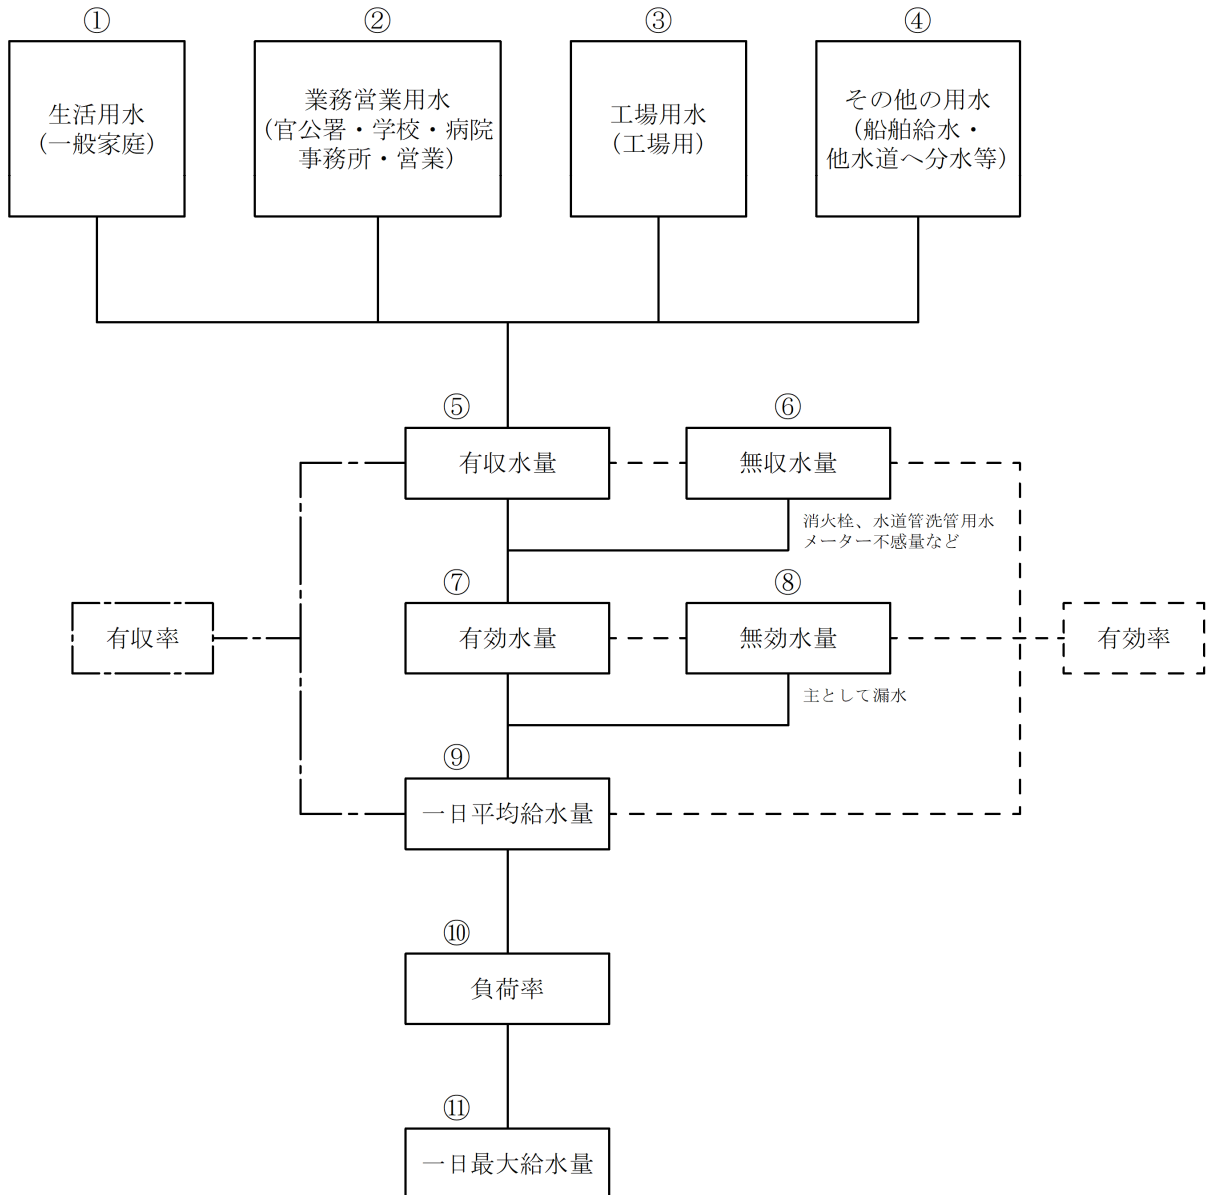 ①
②
③
④
生活用水
(一般家庭)
業務営業用水
(官公署・学校・病院
事務所・営業)
工場用水
(工場用)
その他の用水
(船舶給水・
他水道へ分水等)
⑤
⑥
有収水量
無収水量
消火栓、水道管洗管用水
メーター不感量など
⑦
⑧
有収率
有効水量
無効水量
有効率
主として漏水
⑨
一日平均給水量
⑩
負荷率
⑪
一日最大給水量